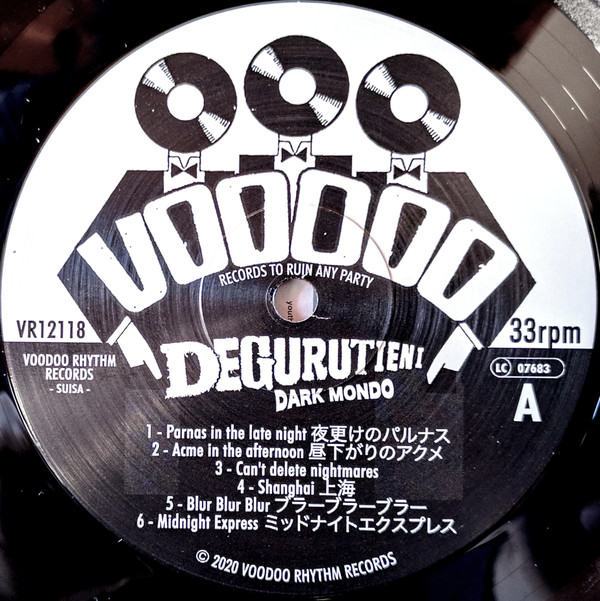 VOODOO
RECORDS TO RUIN ANY PARTY
VR12118
33rpm
VOODOO RHYTHM
RECORDS
- SUISA -
LC 07683
A
DEGURUTIENI
DARK MONDO
1 - Parnas in the late night 夜更けのパルナス
2 - Acme in the afternoon 昼下がりのアクメ
3 - Can't delete nightmares
4 - Shanghai 上海
5 - Blur Blur Blur ブラーブラーブラー
6 - Midnight Express ミッドナイトエクスプレス
© 2020 VOODOO RHYTHM RECORDS